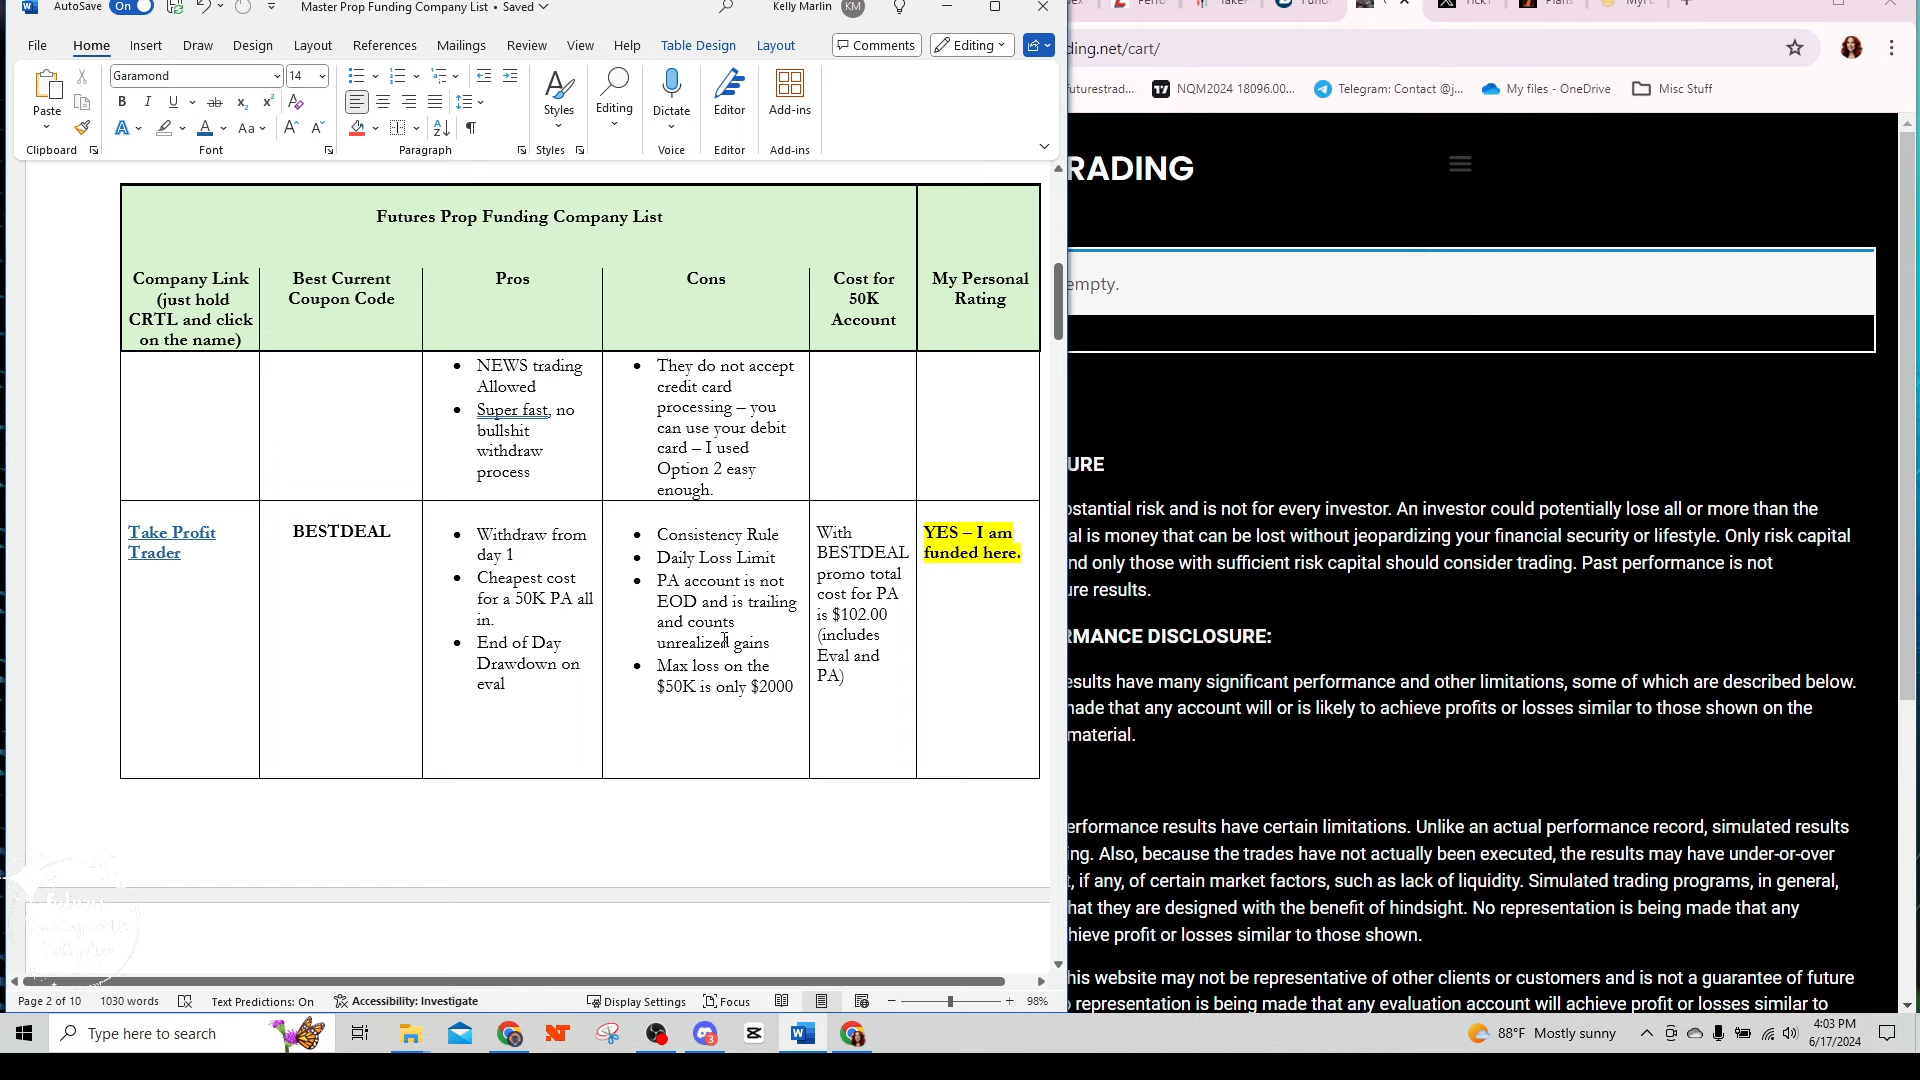 AutoSave On
Master Prop Funding Company List • Saved
Kelly Marlin KM
File Home Insert Draw Design Layout References Mailings Review View Help Table Design Layout
Comments Editing
Paste
Garamond 14
Styles Editing Dictate Editor Add-ins
Clipboard Font Paragraph Styles Voice Editor Add-ins
Futures Prop Funding Company List
Company Link
(just hold
CRTL and click
on the name)
Best Current
Coupon Code
Pros
Cons
Cost for
50K
Account
My Personal
Rating
• NEWS trading
Allowed
• Super fast, no
bullshit
withdraw
process
• They do not accept
credit card
processing – you
can use your debit
card – I used
Option 2 easy
enough.
Take Profit
Trader
BESTDEAL
• Withdraw from
day 1
• Cheapest cost
for a 50K PA all
in.
• End of Day
Drawdown on
eval
• Consistency Rule
• Daily Loss Limit
• PA account is not
EOD and is trailing
and counts
unrealized gains
• Max loss on the
$50K is only $2000
With
BESTDEAL
promo total
cost for PA
is $102.00
(includes
Eval and
PA)
YES – I am
funded here.
Page 2 of 10 1030 words Text Predictions: On Accessibility: Investigate Display Settings Focus 98%
ding.net/cart/
futurestrad... NQM2024 18096.00... Telegram: Contact @j... My files - OneDrive Misc Stuff
RADING
empty.
URE
bstantial risk and is not for every investor. An investor could potentially lose all or more than the
al is money that can be lost without jeopardizing your financial security or lifestyle. Only risk capital
nd only those with sufficient risk capital should consider trading. Past performance is not
ure results.
RMANCE DISCLOSURE:
esults have many significant performance and other limitations, some of which are described below.
made that any account will or is likely to achieve profits or losses similar to those shown on the
material.
erformance results have certain limitations. Unlike an actual performance record, simulated results
ing. Also, because the trades have not actually been executed, the results may have under-or-over
t, if any, of certain market factors, such as lack of liquidity. Simulated trading programs, in general,
hat they are designed with the benefit of hindsight. No representation is being made that any
hieve profit or losses similar to those shown.
his website may not be representative of other clients or customers and is not a guarantee of future
representation is being made that any evaluation account will achieve profit or losses similar to
Type here to search
88°F Mostly sunny
4:03 PM
6/17/2024